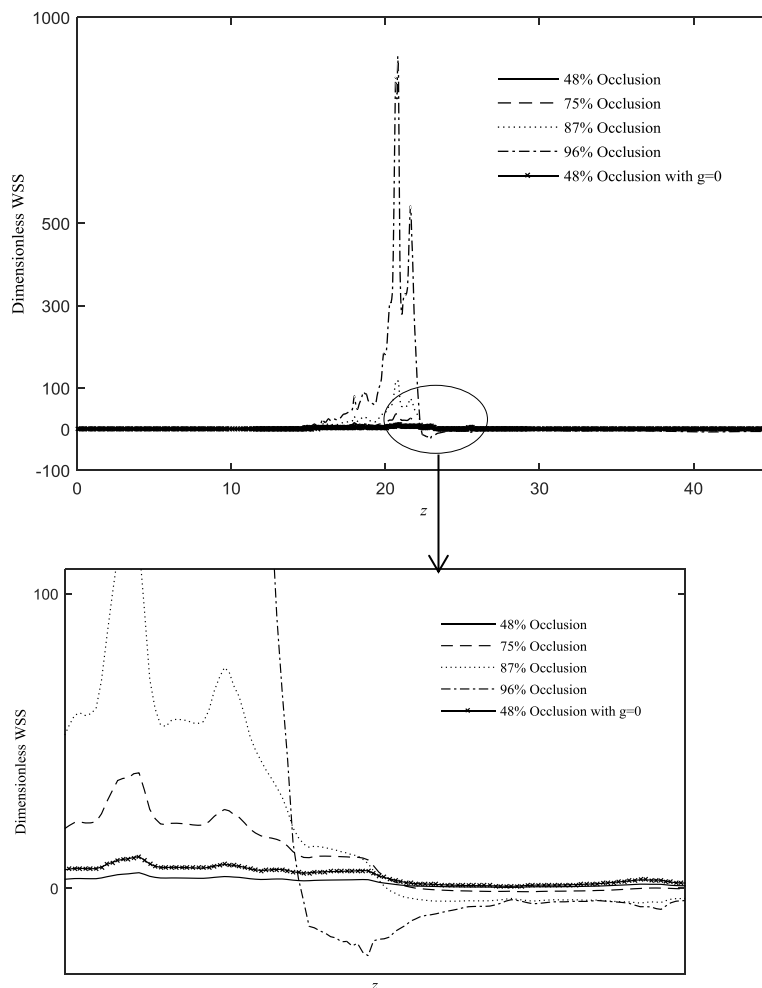 1000
48% Occlusion
75% Occlusion
87% Occlusion
96% Occlusion
48% Occlusion with g=0
Dimensionless WSS
500
300
100
0
-100
0
10
20
30
40
z
100
48% Occlusion
75% Occlusion
87% Occlusion
96% Occlusion
48% Occlusion with g=0
Dimensionless WSS
0
z